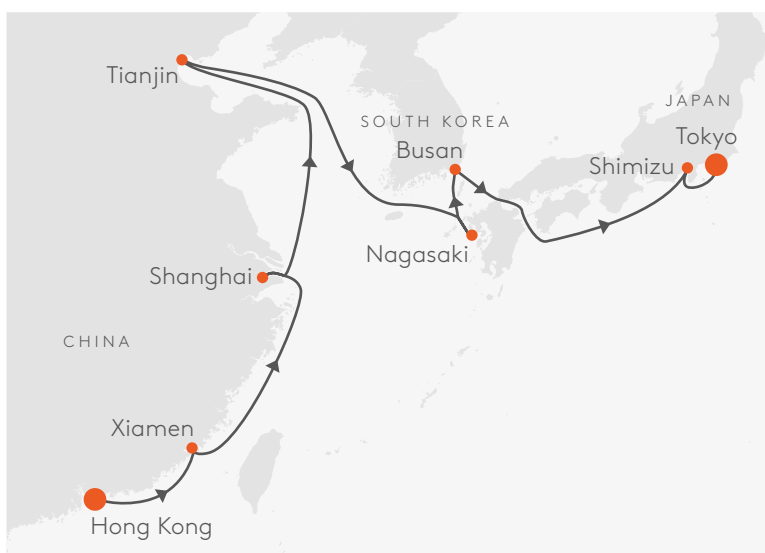 Tianjin
JAPAN
SOUTH KOREA
Tokyo
Busan
Shimizu
Nagasaki
Shanghai
CHINA
Xiamen
Hong Kong